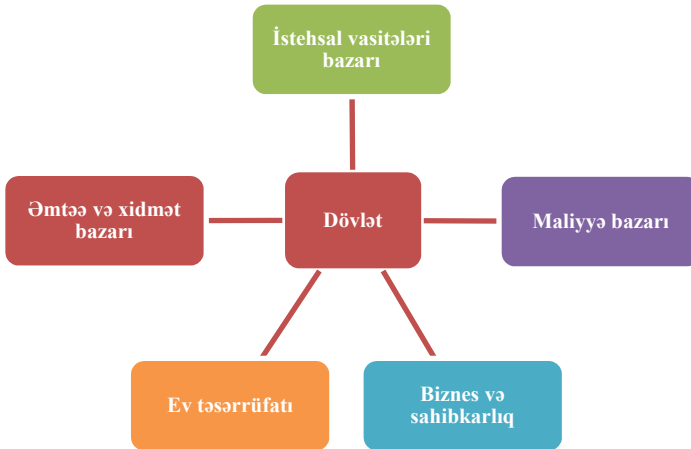 İstehsal vasitələri
bazarı
Əmtəə və xidmət
bazarı
Dövlət
Maliyyə bazarı
Ev təsərrüfatı
Biznes və
sahibkarlıq